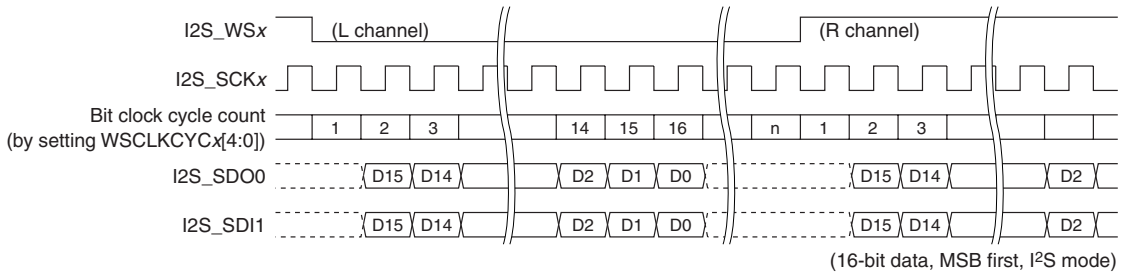 I2S_WSx (L channel) (R channel)
I2S_SCKx
Bit clock cycle count
(by setting WSCLKCYCx[4:0])
1 2 3 14 15 16 n 1 2 3
I2S_SDO0 D15 D14 D2 D1 D0 D15 D14 D2
I2S_SDI1 D15 D14 D2 D1 D0 D15 D14 D2
(16-bit data, MSB first, I²S mode)